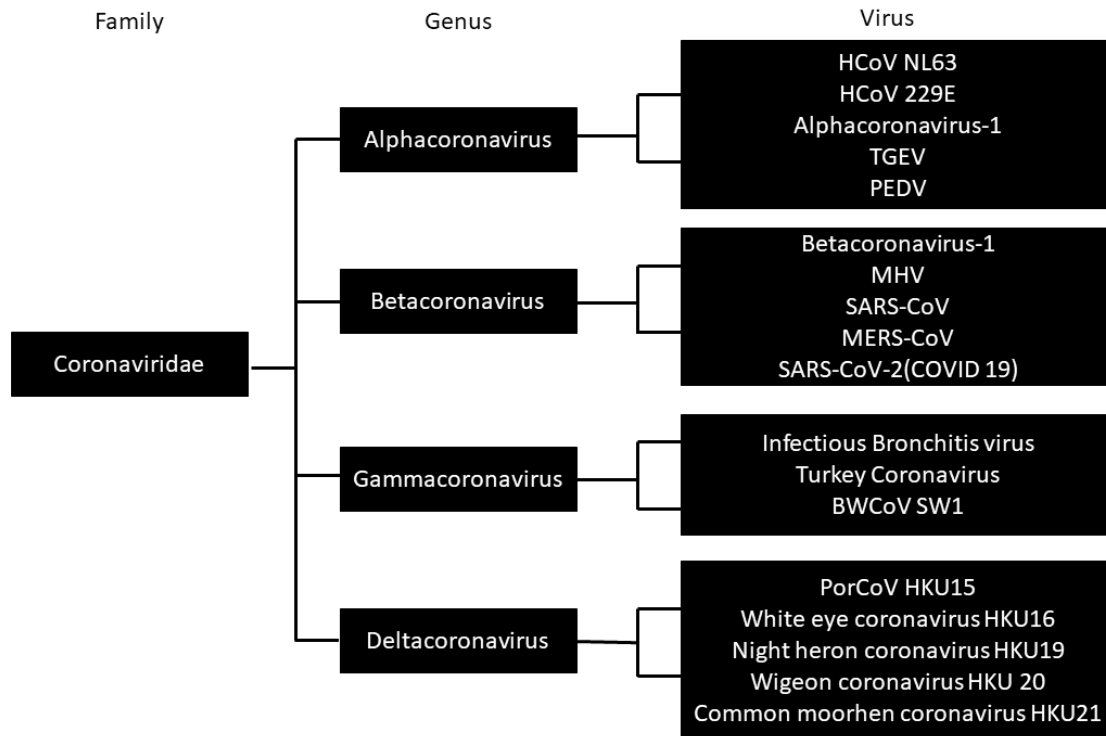 Family
Genus
Virus
Coronaviridae
Alphacoronavirus
HCoV NL63
HCoV 229E
Alphacoronavirus-1
TGEV
PEDV
Betacoronavirus
Betacoronavirus-1
MHV
SARS-CoV
MERS-CoV
SARS-CoV-2(COVID 19)
Gammacoronavirus
Infectious Bronchitis virus
Turkey Coronavirus
BWCoV SW1
Deltacoronavirus
PorCoV HKU15
White eye coronavirus HKU16
Night heron coronavirus HKU19
Wigeon coronavirus HKU 20
Common moorhen coronavirus HKU21